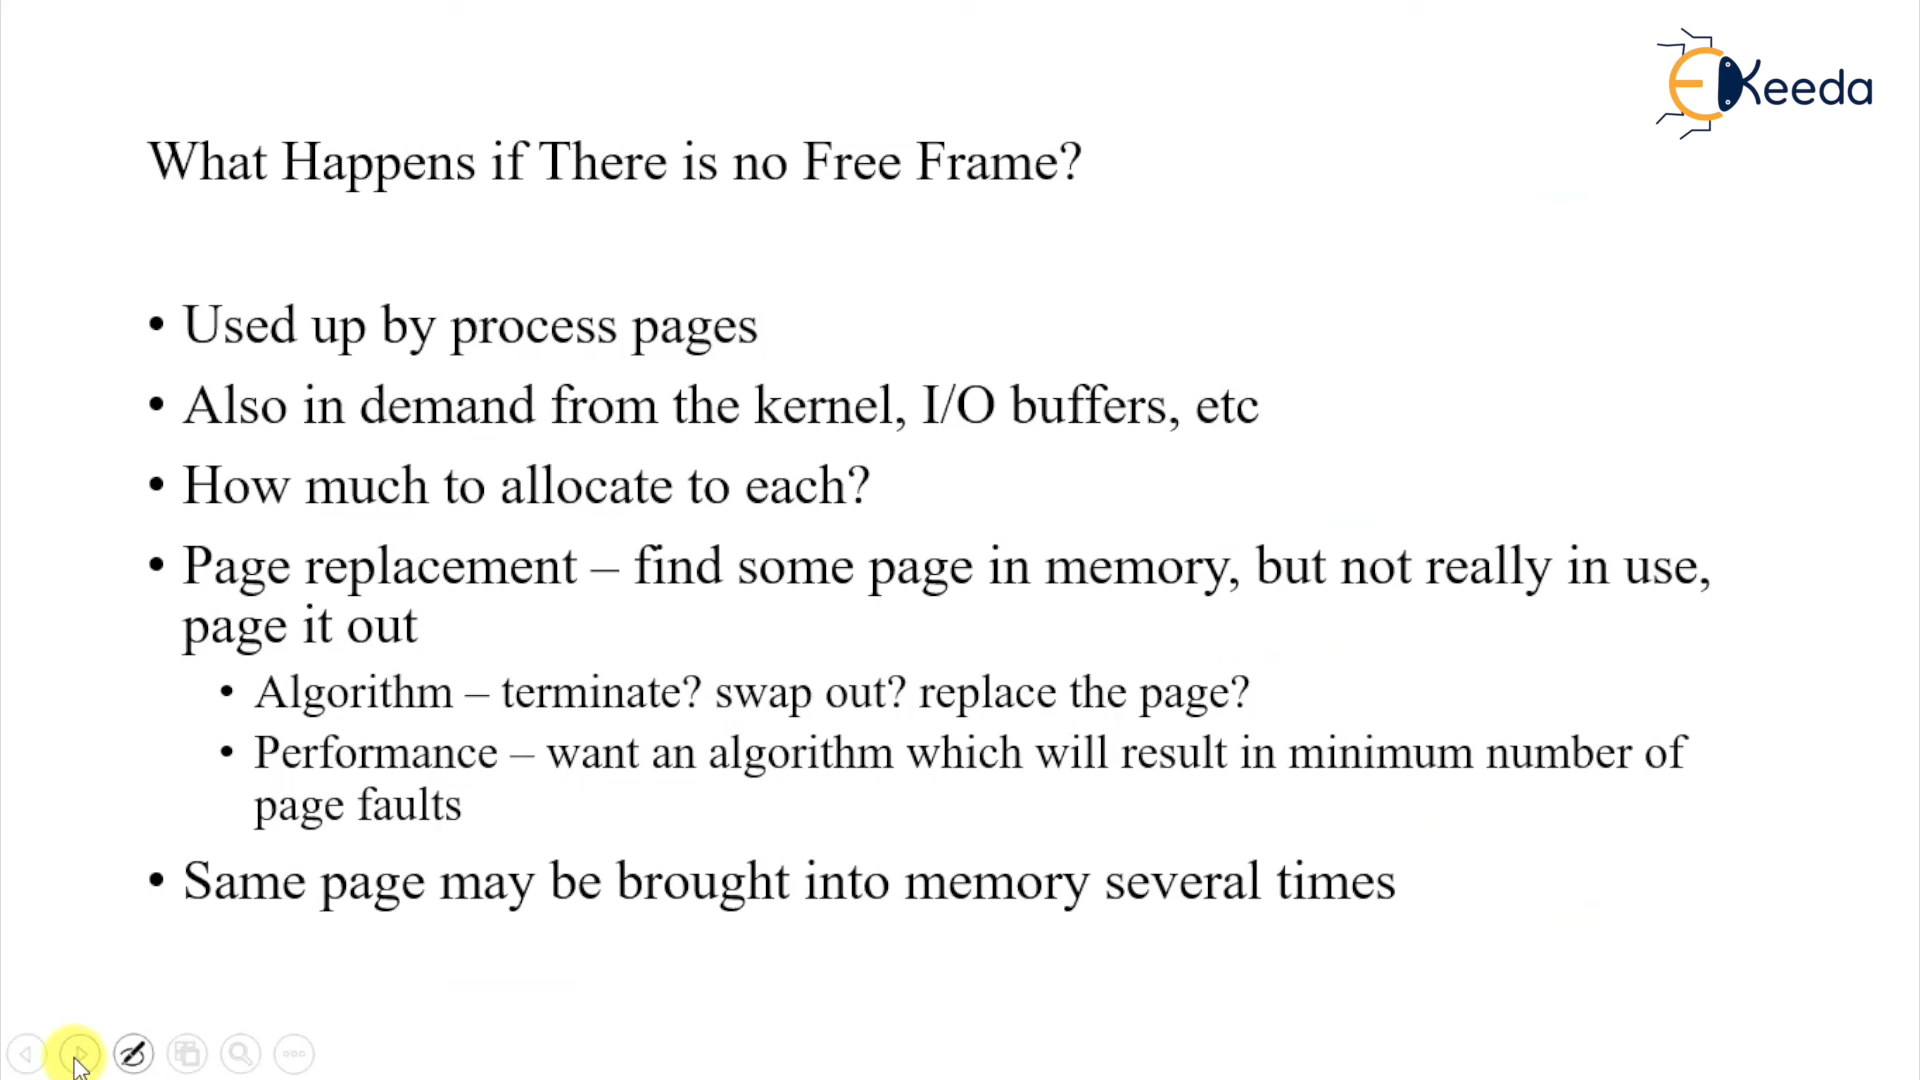 EKeeda
What Happens if There is no Free Frame?
• Used up by process pages
• Also in demand from the kernel, I/O buffers, etc
• How much to allocate to each?
• Page replacement – find some page in memory, but not really in use,
page it out
• Algorithm – terminate? swap out? replace the page?
• Performance – want an algorithm which will result in minimum number of
page faults
• Same page may be brought into memory several times